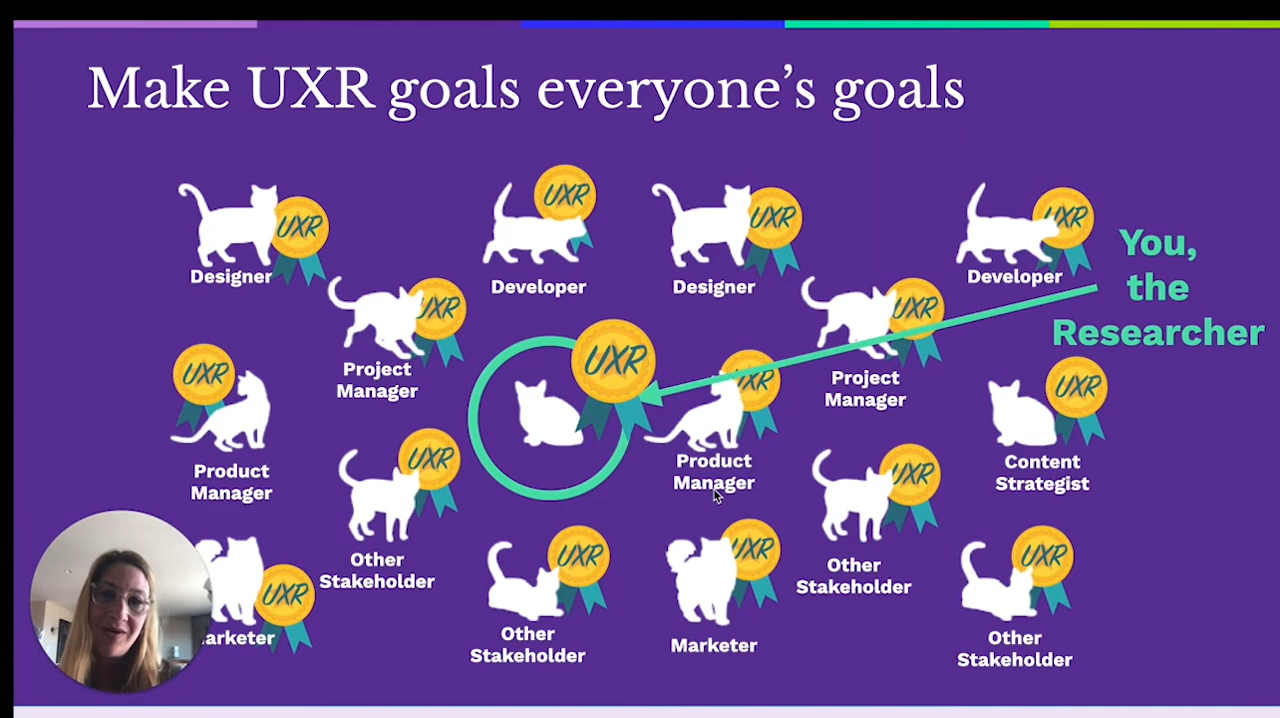 Make UXR goals everyone's goals
UXR
UXR
UXR
UXR
Designer
Developer
Designer
Developer
You,
the
Researcher
UXR
UXR
Project
Manager
Project
Manager
UXR
UXR
UXR
UXR
Product
Manager
Product
Manager
Content
Strategist
UXR
UXR
Other
Stakeholder
Other
Stakeholder
UXR
UXR
UXR
UXR
arketer
Other
Stakeholder
Marketer
Other
Stakeholder